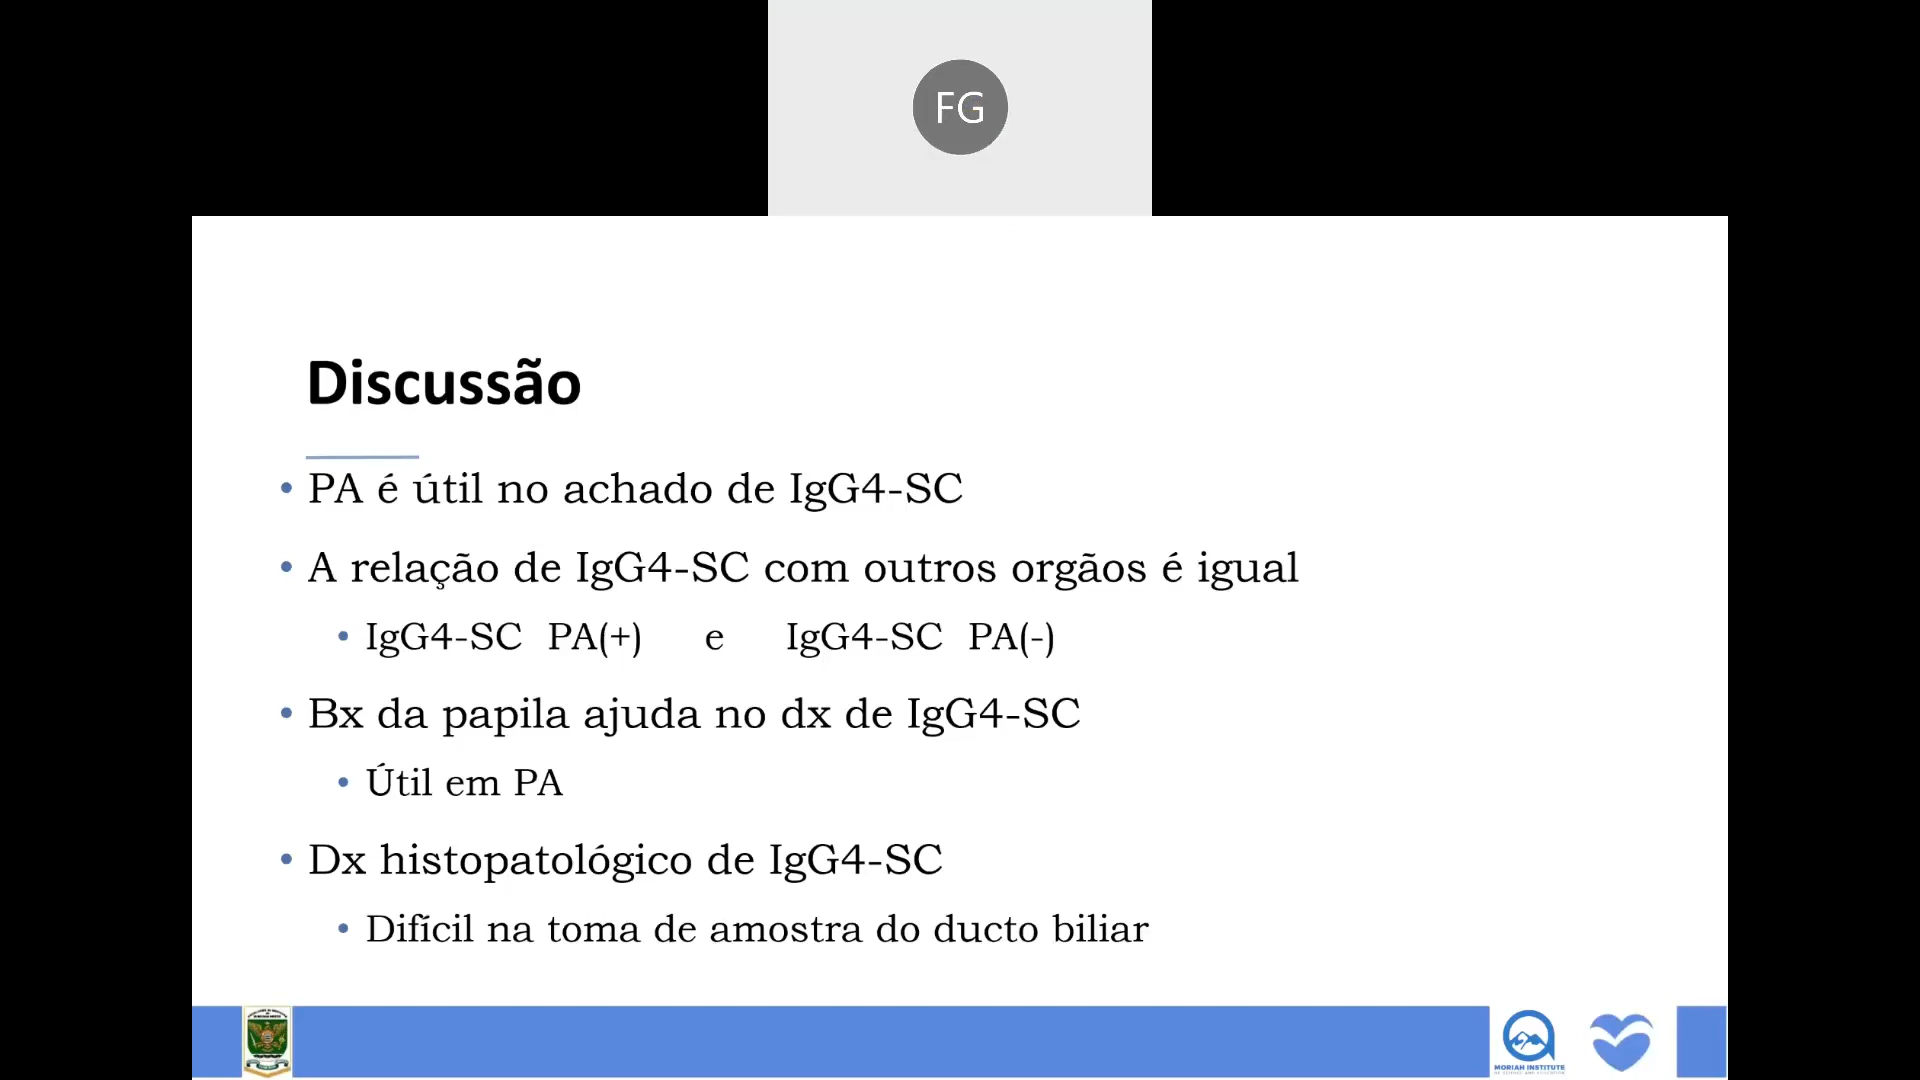 FG
Discussão
• PA é útil no achado de IgG4-SC
• A relação de IgG4-SC com outros orgãos é igual
• IgG4-SC PA(+) e IgG4-SC PA(-)
• Bx da papila ajuda no dx de IgG4-SC
• Útil em PA
• Dx histopatológico de IgG4-SC
• Difícil na toma de amostra do ducto biliar
MORIAH INSTITUTE